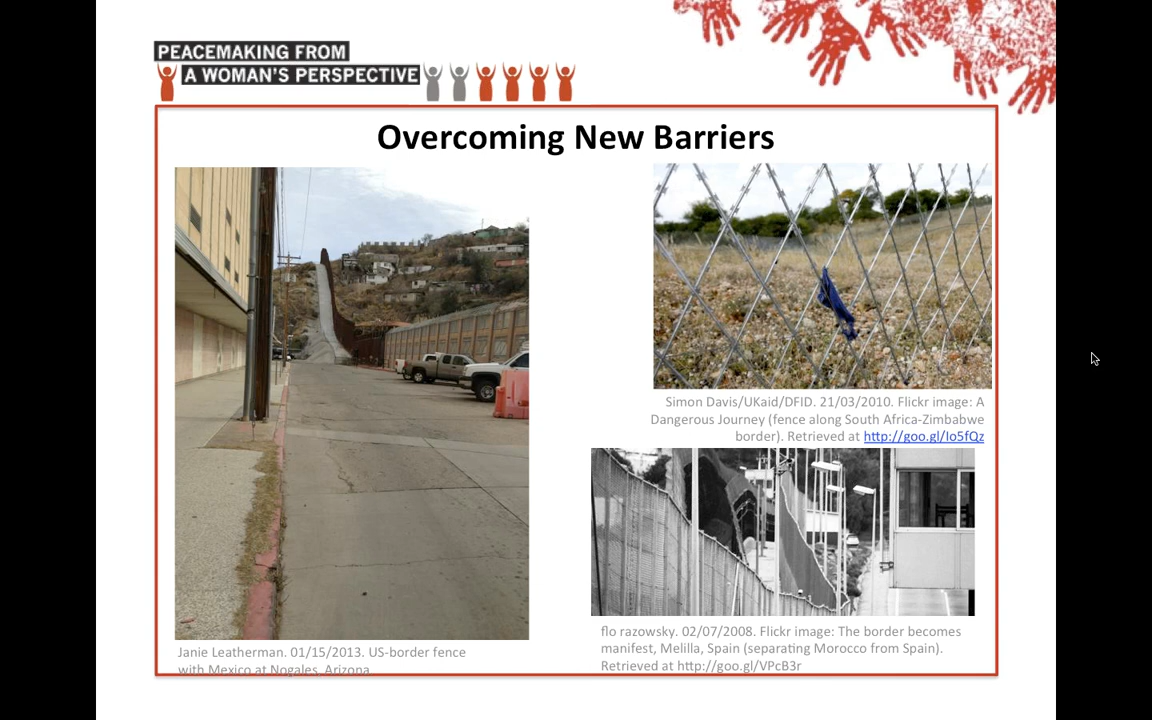 PEACEMAKING FROM
A WOMAN'S PERSPECTIVE
Overcoming New Barriers
Simon Davis/UKaid/DFID. 21/03/2010. Flickr image: A
Dangerous Journey (fence along South Africa-Zimbabwe
border). Retrieved at http://goo.gl/Io5fQz
flo razowsky. 02/07/2008. Flickr image: The border becomes
manifest, Melilla, Spain (separating Morocco from Spain).
Retrieved at http://goo.gl/VPcB3r
Janie Leatherman. 01/15/2013. US-border fence
with Mexico at Nogales, Arizona